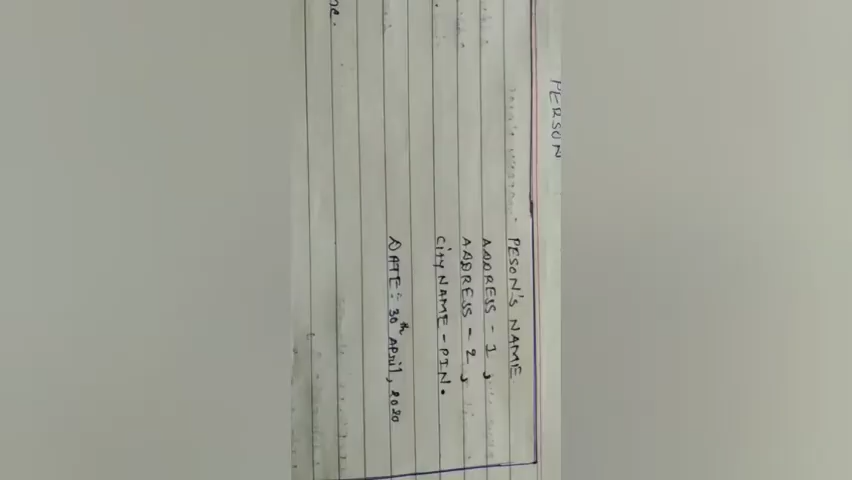 PERSON
PESON'S NAME
ADDRESS - 1,
ADDRESS - 2,
CITY NAME - PIN.
DATE: 30th April, 2020